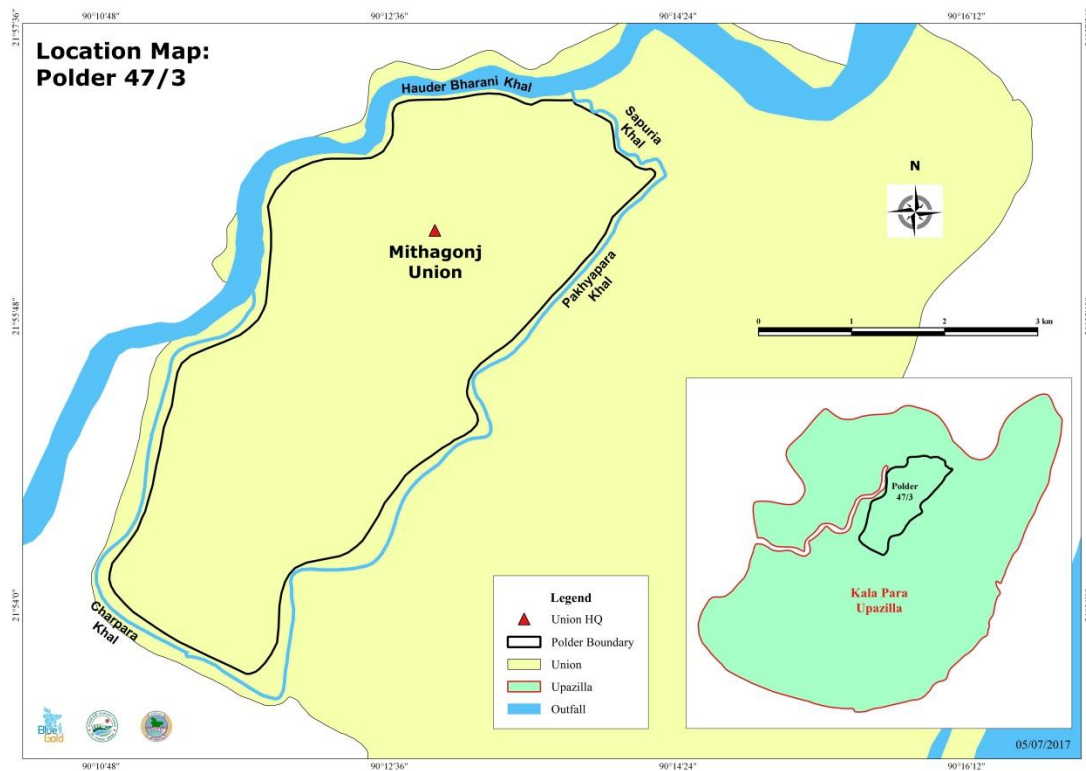 90°10'48"
90°12'36"
90°14'24"
90°16'12"
21°57'36"
Location Map:
Polder 47/3
Hauder Bharani Khal
Sapuria
Khal
N
Mithagonj
Union
Pakhyapara
Khal
21°55'48"
0
1
2
3 km
Polder
47/3
Kala Para
Upazilla
21°54'0"
Charpara
Khal
Legend
Union HQ
Polder Boundary
Union
Upazilla
Outfall
Blue
Gold
05/07/2017
90°10'48"
90°12'36"
90°14'24"
90°16'12"